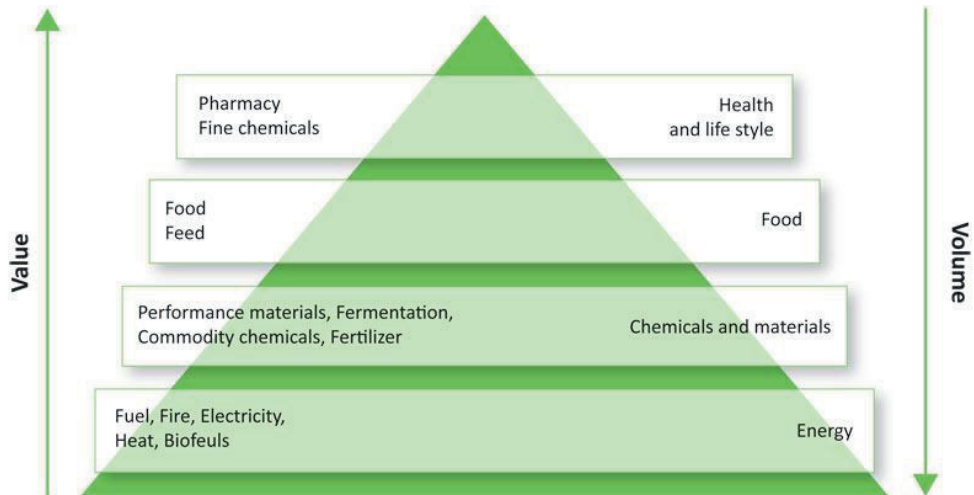 Pharmacy
Fine chemicals
Health
and life style
Food
Feed
Food
Value
Volume
Performance materials, Fermentation,
Commodity chemicals, Fertilizer
Chemicals and materials
Fuel, Fire, Electricity,
Heat, Biofeuls
Energy